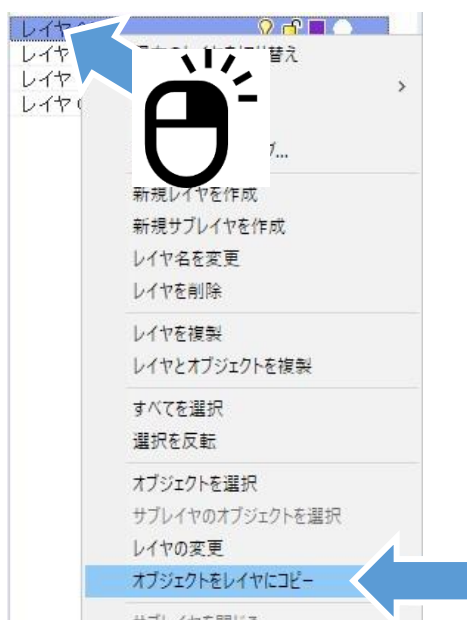 レイヤ
レイヤ
レイヤ
レイヤ 0
替え
...
新規レイヤを作成
新規サブレイヤを作成
レイヤ名を変更
レイヤを削除
レイヤを複製
レイヤとオブジェクトを複製
すべてを選択
選択を反転
オブジェクトを選択
サブレイヤのオブジェクトを選択
レイヤの変更
オブジェクトをレイヤにコピー